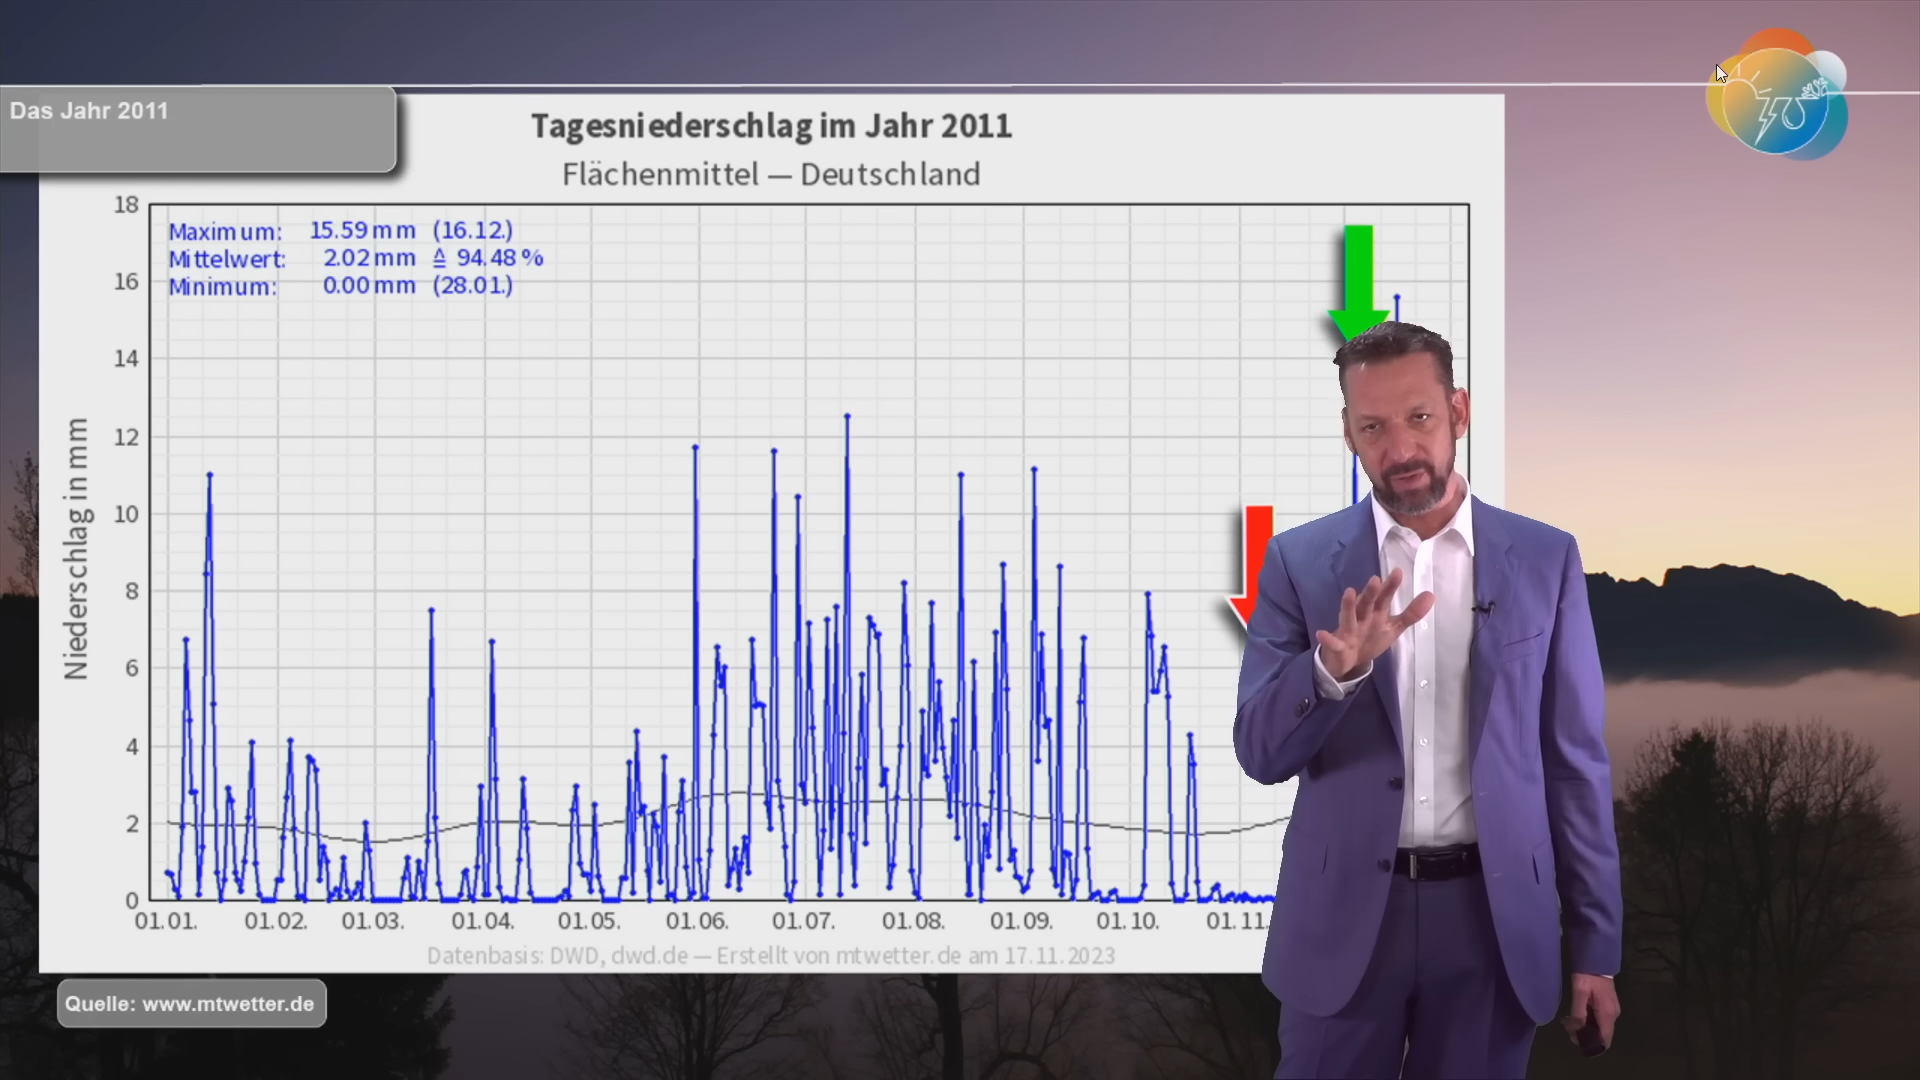 Das Jahr 2011
Tagesniederschlag im Jahr 2011
Flächenmittel — Deutschland
Maximum: 15.59 mm (16.12.)
Mittelwert: 2.02 mm ≙ 94.48 %
Minimum: 0.00 mm (28.01.)
Niederschlag in mm
18
16
14
12
10
8
6
4
2
0
01.01. 01.02. 01.03. 01.04. 01.05. 01.06. 01.07. 01.08. 01.09. 01.10. 01.11.
Datenbasis: DWD, dwd.de — Erstellt von mtwetter.de am 17.11.2023
Quelle: www.mtwetter.de